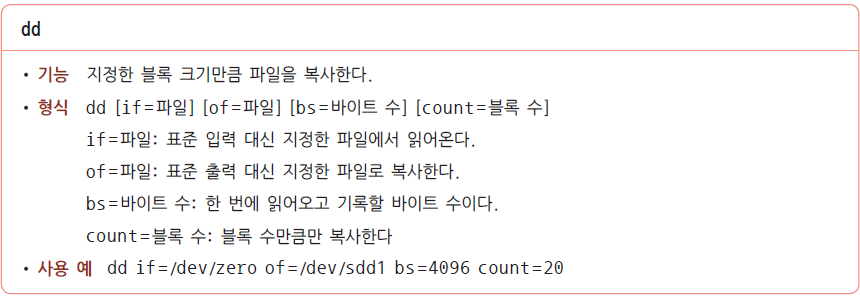 dd
• 기능 지정한 블록 크기만큼 파일을 복사한다.
• 형식 dd [if=파일] [of=파일] [bs=바이트 수] [count=블록 수]
if=파일: 표준 입력 대신 지정한 파일에서 읽어온다.
of=파일: 표준 출력 대신 지정한 파일로 복사한다.
bs=바이트 수: 한 번에 읽어오고 기록할 바이트 수이다.
count=블록 수: 블록 수만큼만 복사한다
• 사용 예 dd if=/dev/zero of=/dev/sdd1 bs=4096 count=20